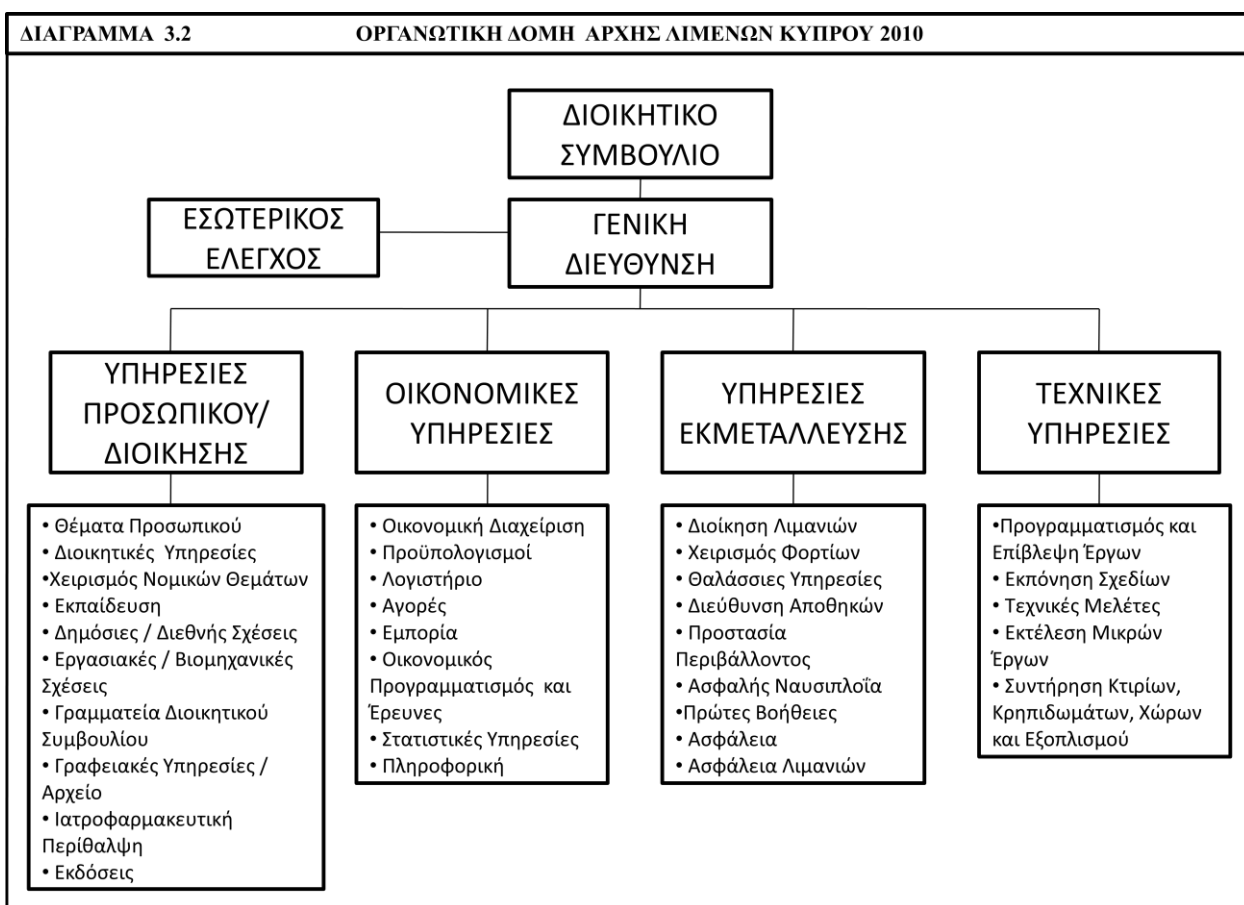 ΔΙΑΓΡΑΜΜΑ 3.2 ΟΡΓΑΝΩΤΙΚΗ ΔΟΜΗ ΑΡΧΗΣ ΛΙΜΕΝΩΝ ΚΥΠΡΟΥ 2010
ΔΙΟΙΚΗΤΙΚΟ
ΣΥΜΒΟΥΛΙΟ
ΕΣΩΤΕΡΙΚΟΣ
ΕΛΕΓΧΟΣ
ΓΕΝΙΚΗ
ΔΙΕΥΘΥΝΣΗ
ΥΠΗΡΕΣΙΕΣ
ΠΡΟΣΩΠΙΚΟΥ/
ΔΙΟΙΚΗΣΗΣ
ΟΙΚΟΝΟΜΙΚΕΣ
ΥΠΗΡΕΣΙΕΣ
ΥΠΗΡΕΣΙΕΣ
ΕΚΜΕΤΑΛΛΕΥΣΗΣ
ΤΕΧΝΙΚΕΣ
ΥΠΗΡΕΣΙΕΣ
• Θέματα Προσωπικού
• Διοικητικές Υπηρεσίες
•Χειρισμός Νομικών Θεμάτων
• Εκπαίδευση
• Δημόσιες / Διεθνής Σχέσεις
• Εργασιακές / Βιομηχανικές
Σχέσεις
• Γραμματεία Διοικητικού
Συμβουλίου
• Γραφειακές Υπηρεσίες /
Αρχείο
• Ιατροφαρμακευτική
Περίθαλψη
• Εκδόσεις
• Οικονομική Διαχείριση
• Προϋπολογισμοί
• Λογιστήριο
• Αγορές
• Εμπορία
• Οικονομικός
Προγραμματισμός και
Έρευνες
• Στατιστικές Υπηρεσίες
• Πληροφορική
• Διοίκηση Λιμανιών
• Χειρισμός Φορτίων
• Θαλάσσιες Υπηρεσίες
• Διεύθυνση Αποθηκών
• Προστασία
Περιβάλλοντος
• Ασφαλής Ναυσιπλοΐα
•Πρώτες Βοήθειες
• Ασφάλεια
• Ασφάλεια Λιμανιών
•Προγραμματισμός και
Επίβλεψη Έργων
• Εκπόνηση Σχεδίων
• Τεχνικές Μελέτες
• Εκτέλεση Μικρών
Έργων
• Συντήρηση Κτιρίων,
Κρηπιδωμάτων, Χώρων
και Εξοπλισμού